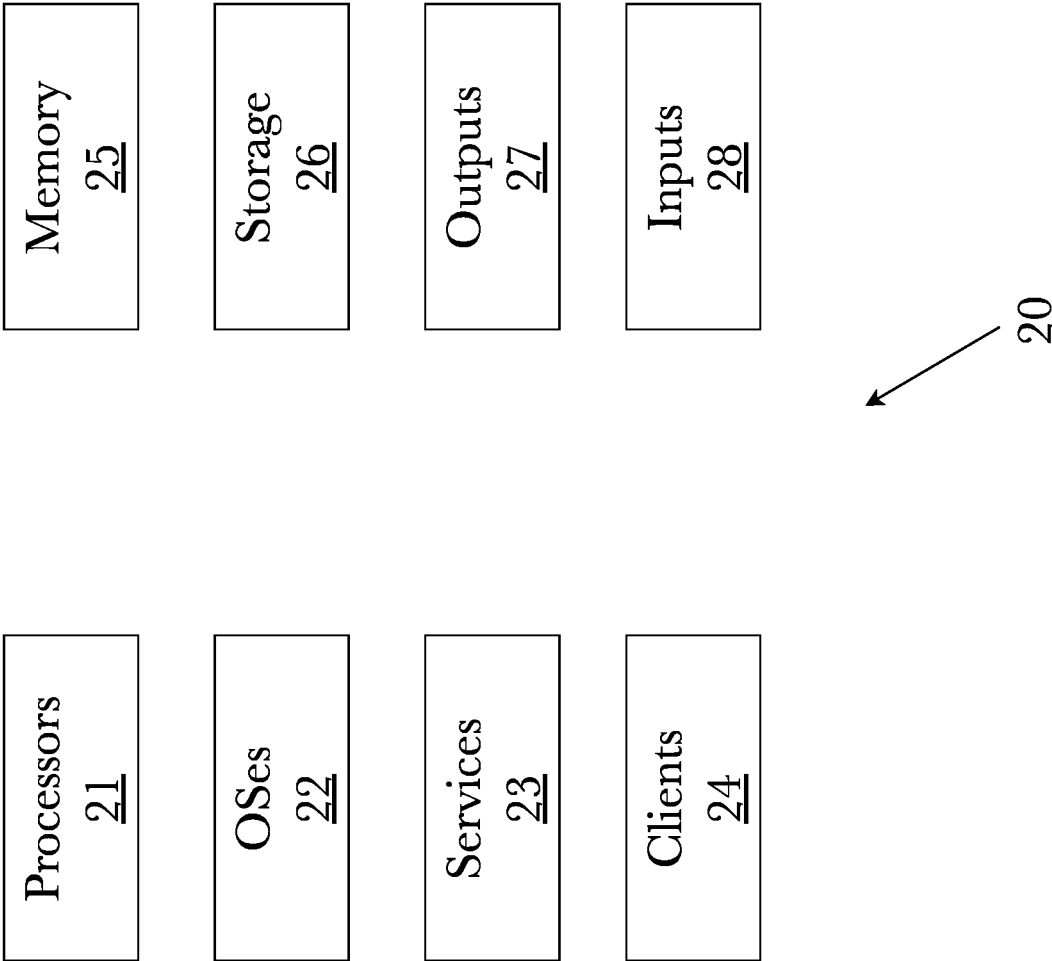 Processors
21
OSes
22
Services
23
Clients
24
Memory
25
Storage
26
Outputs
27
Inputs
28
20